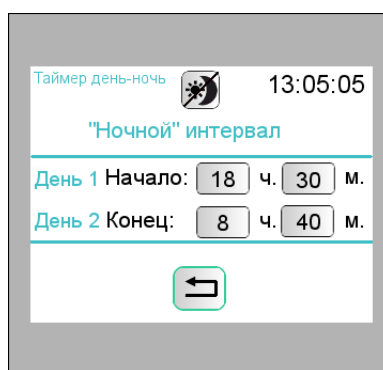 Таймер день-ночь 13:05:05
"Ночной" интервал
День 1 Начало: 18 ч. 30 м.
День 2 Конец: 8 ч. 40 м.